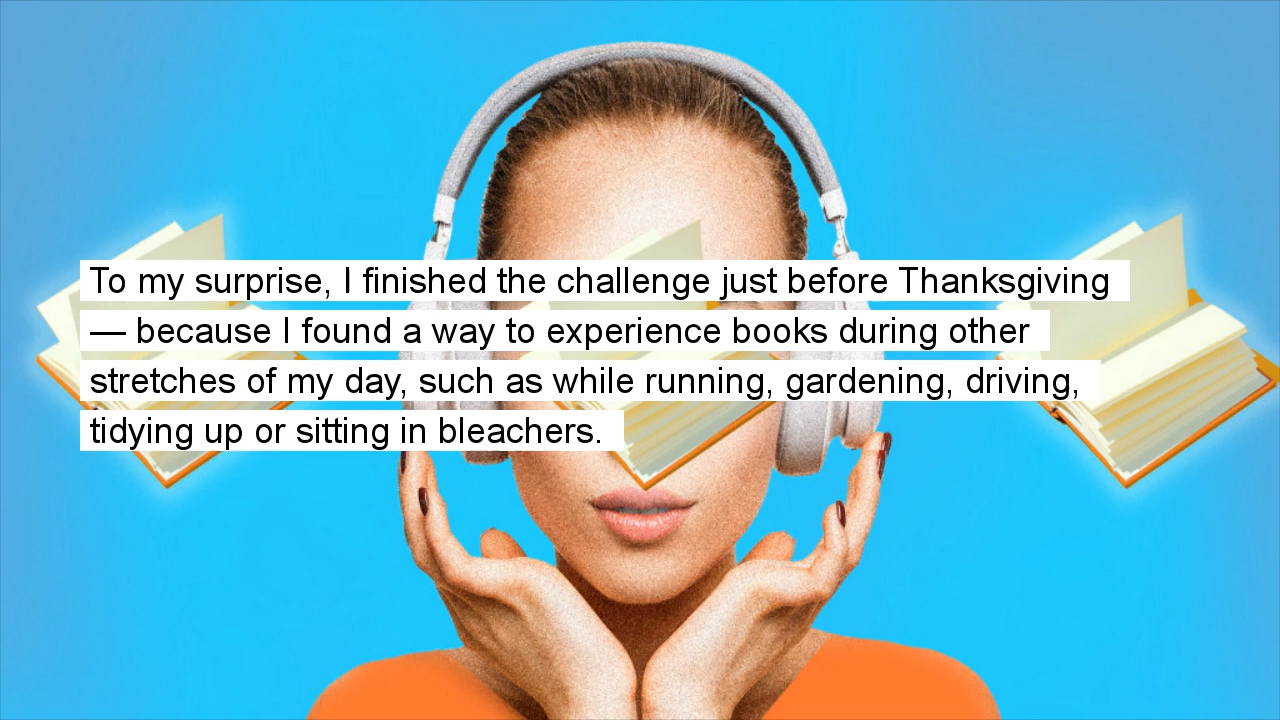 To my surprise, I finished the challenge just before Thanksgiving
— because I found a way to experience books during other
stretches of my day, such as while running, gardening, driving,
tidying up or sitting in bleachers.